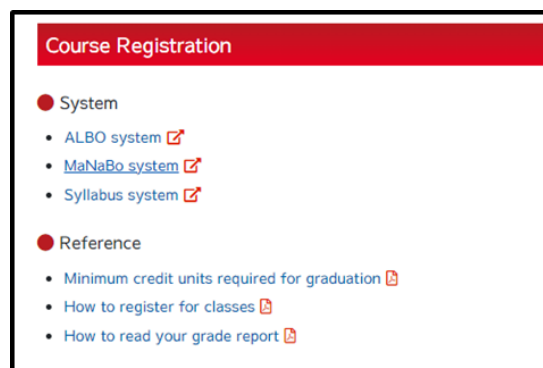 Course Registration
System
ALBO system
MaNaBo system
Syllabus system
Reference
Minimum credit units required for graduation
How to register for classes
How to read your grade report